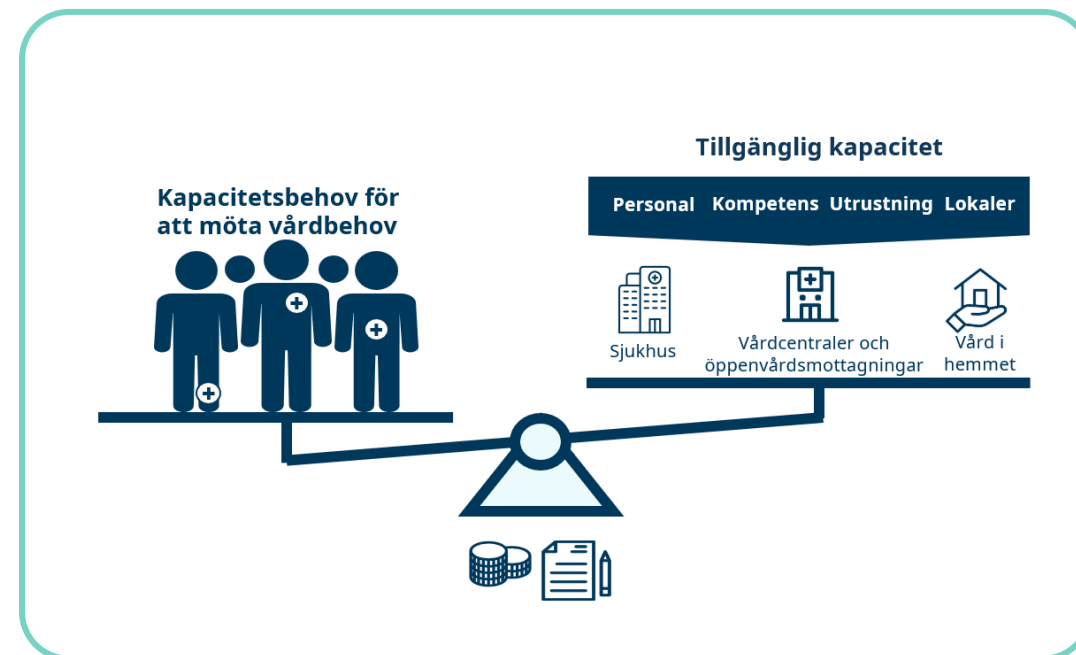 Tillgänglig kapacitet
Kapacitetsbehov för
att möta vårdbehov
Personal Kompetens Utrustning Lokaler
Sjukhus
Vårdcentraler och
öppenvårdsmottagningar
Vård i
hemmet